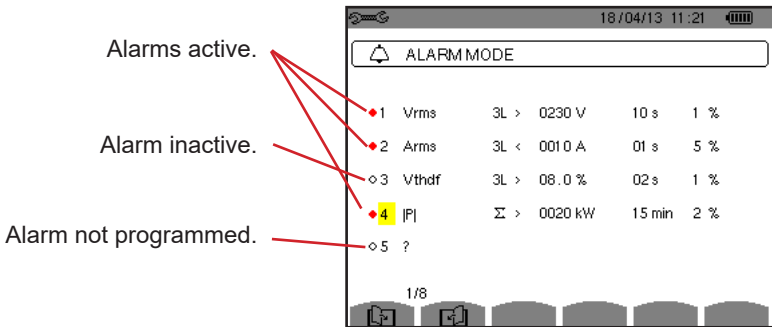 18/04/13 11:21
ALARM MODE
Alarms active.
1 Vrms 3L > 0230 V 10 s 1 %
2 Arms 3L < 0010 A 01 s 5 %
Alarm inactive.
3 Vthdf 3L > 08.0 % 02 s 1 %
4 |P| Σ > 0020 kW 15 min 2 %
Alarm not programmed.
5 ?
1/8